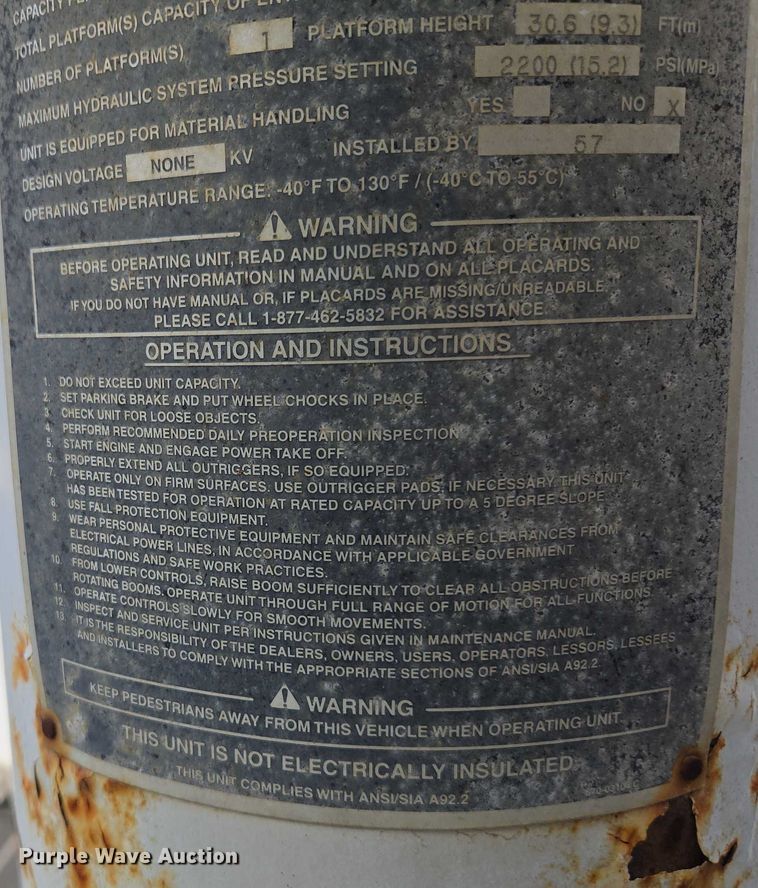 CAPACITY
TOTAL PLATFORM(S) CAPACITY OF
NUMBER OF PLATFORM(S) 1 PLATFORM HEIGHT 30.6 (9.3) FT(m)
MAXIMUM HYDRAULIC SYSTEM PRESSURE SETTING 2200 (15.2) PSI(MPa)
UNIT IS EQUIPPED FOR MATERIAL HANDLING YES NO X
DESIGN VOLTAGE NONE KV INSTALLED BY 57
OPERATING TEMPERATURE RANGE: -40°F TO 130°F / (-40°C TO 55°C)
WARNING
BEFORE OPERATING UNIT, READ AND UNDERSTAND ALL OPERATING AND
SAFETY INFORMATION IN MANUAL AND ON ALL PLACARDS.
IF YOU DO NOT HAVE MANUAL OR, IF PLACARDS ARE MISSING/UNREADABLE,
PLEASE CALL 1-877-462-5832 FOR ASSISTANCE.
OPERATION AND INSTRUCTIONS
1. DO NOT EXCEED UNIT CAPACITY.
2. SET PARKING BRAKE AND PUT WHEEL CHOCKS IN PLACE.
3. CHECK UNIT FOR LOOSE OBJECTS.
4. PERFORM RECOMMENDED DAILY PREOPERATION INSPECTION
5. START ENGINE AND ENGAGE POWER TAKE OFF.
6. PROPERLY EXTEND ALL OUTRIGGERS, IF SO EQUIPPED.
7. OPERATE ONLY ON FIRM SURFACES. USE OUTRIGGER PADS, IF NECESSARY. THIS UNIT
HAS BEEN TESTED FOR OPERATION AT RATED CAPACITY UP TO A 5 DEGREE SLOPE.
8. USE FALL PROTECTION EQUIPMENT.
9. WEAR PERSONAL PROTECTIVE EQUIPMENT AND MAINTAIN SAFE CLEARANCES FROM
ELECTRICAL POWER LINES, IN ACCORDANCE WITH APPLICABLE GOVERNMENT
REGULATIONS AND SAFE WORK PRACTICES.
10. FROM LOWER CONTROLS, RAISE BOOM SUFFICIENTLY TO CLEAR ALL OBSTRUCTIONS BEFORE
ROTATING BOOMS. OPERATE UNIT THROUGH FULL RANGE OF MOTION FOR ALL FUNCTIONS.
11. OPERATE CONTROLS SLOWLY FOR SMOOTH MOVEMENTS.
12. INSPECT AND SERVICE UNIT PER INSTRUCTIONS GIVEN IN MAINTENANCE MANUAL.
13. IT IS THE RESPONSIBILITY OF THE DEALERS, OWNERS, USERS, OPERATORS, LESSORS, LESSEES
AND INSTALLERS TO COMPLY WITH THE APPROPRIATE SECTIONS OF ANSI/SIA A92.2.
WARNING
KEEP PEDESTRIANS AWAY FROM THIS VEHICLE WHEN OPERATING UNIT
THIS UNIT IS NOT ELECTRICALLY INSULATED.
THIS UNIT COMPLIES WITH ANSI/SIA A92.2
Purple Wave Auction